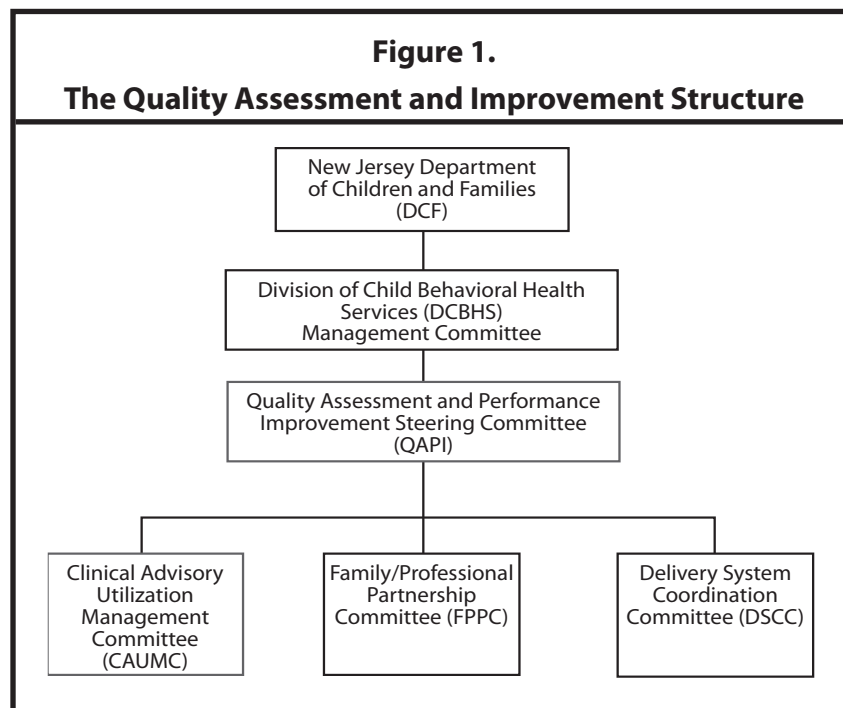 Figure 1.
The Quality Assessment and Improvement Structure
New Jersey Department
of Children and Families
(DCF)
Division of Child Behavioral Health
Services (DCBHS)
Management Committee
Quality Assessment and Performance
Improvement Steering Committee
(QAPI)
Clinical Advisory
Utilization
Management
Committee
(CAUMC)
Family/Professional
Partnership
Committee (FPPC)
Delivery System
Coordination
Committee (DSCC)